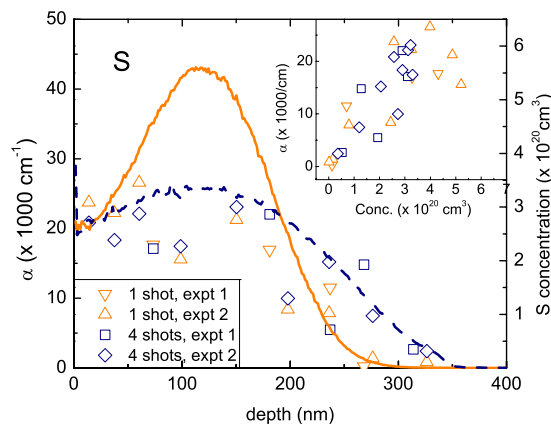 S
50
40
30
20
10
0
α (x 1000 cm⁻¹)
0 100 200 300 400
depth (nm)
6
5
4
3
2
1
0
S concentration (x 10²⁰cm³)
1 shot, expt 1
1 shot, expt 2
4 shots, expt 1
4 shots, expt 2
20
10
0
α (x 1000/cm)
0 1 2 3 4 5 6 7
Conc. (x 10²⁰ cm³)